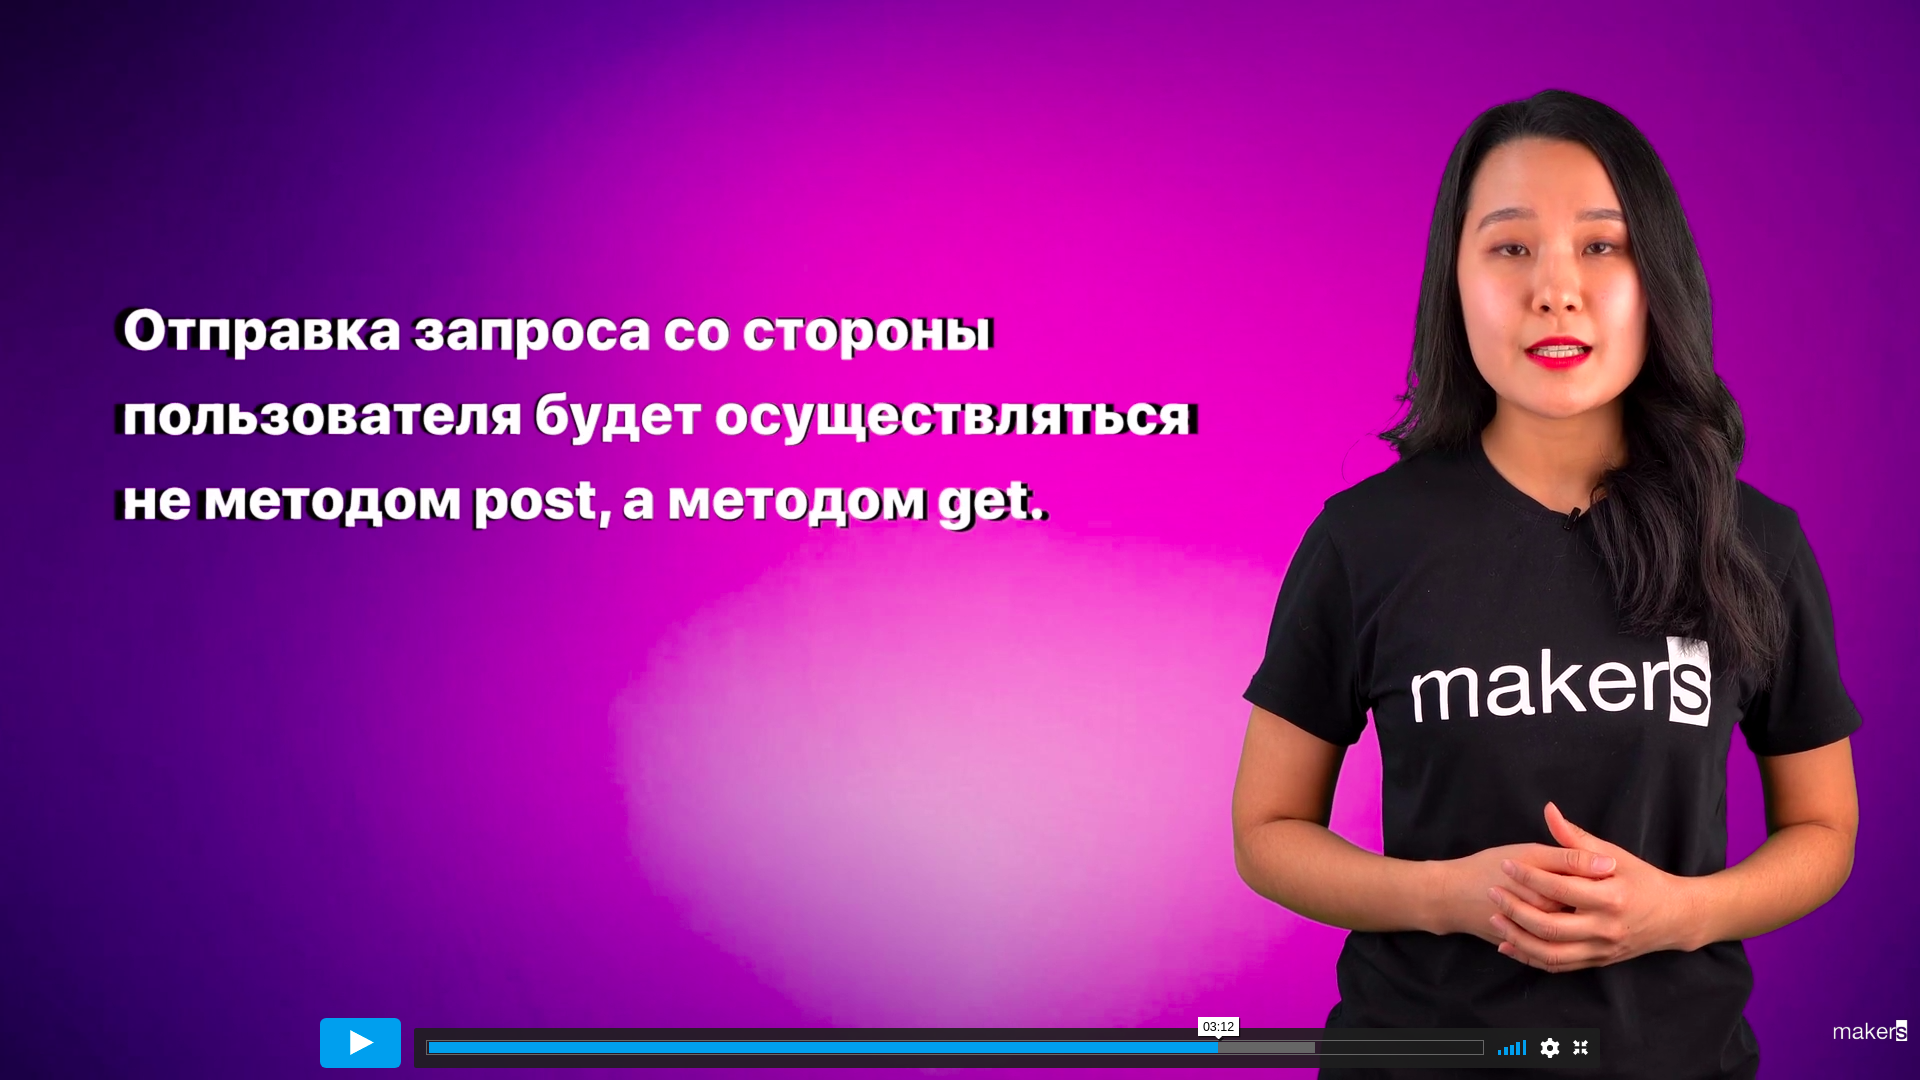 Отправка запроса со стороны
пользователя будет осуществляться
не методом post, а методом get.
makers
03:12
makers